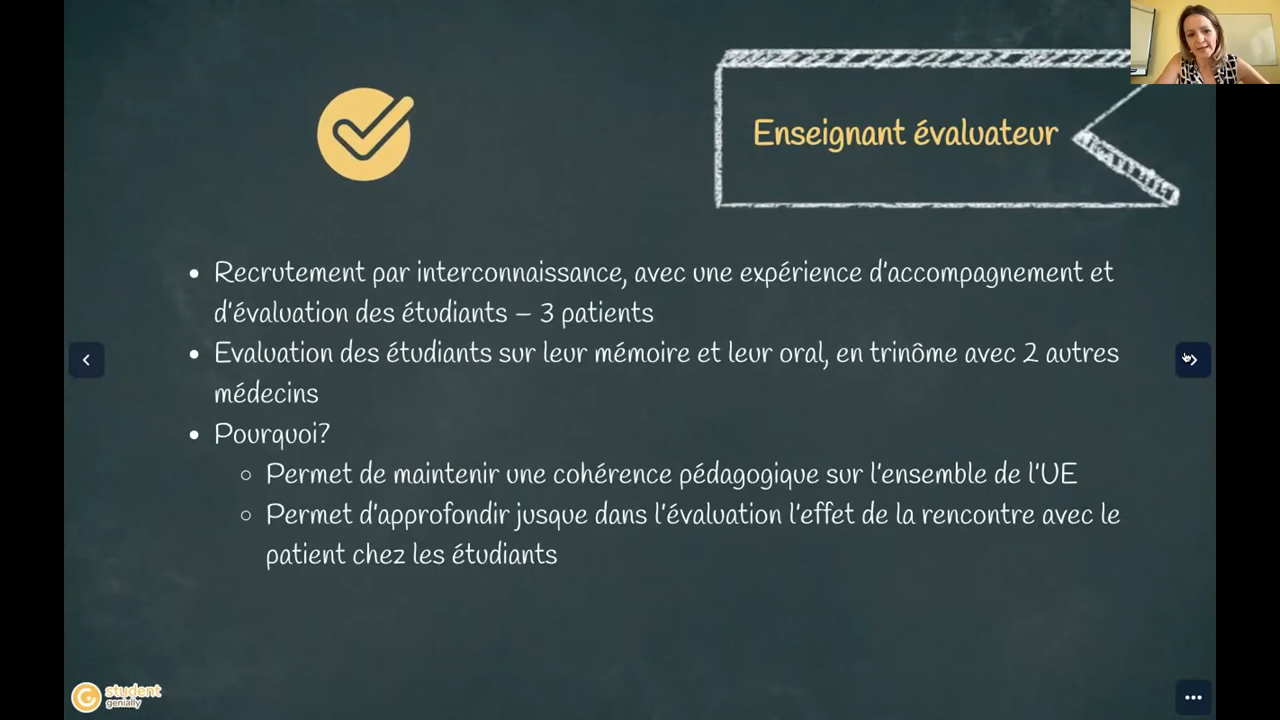 Enseignant évaluateur
• Recrutement par interconnaissance, avec une expérience d'accompagnement et
d'évaluation des étudiants – 3 patients
• Evaluation des étudiants sur leur mémoire et leur oral, en trinôme avec 2 autres
médecins
• Pourquoi?
○ Permet de maintenir une cohérence pédagogique sur l'ensemble de l'UE
○ Permet d'approfondir jusque dans l'évaluation l'effet de la rencontre avec le
patient chez les étudiants
student
genially